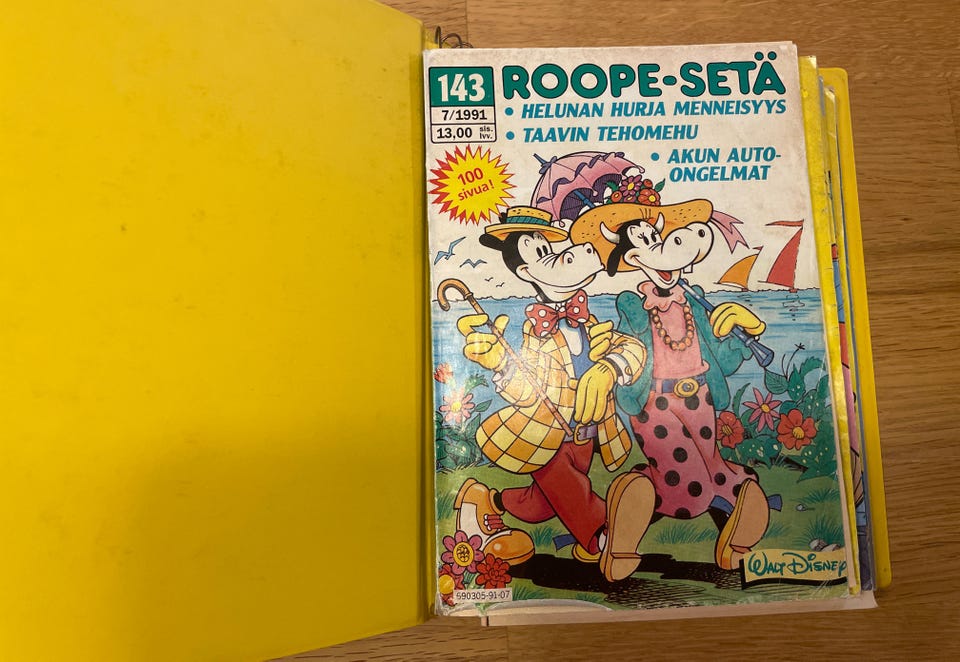 143
7/1991
13,00 sis. lvv.
ROOPE-SETÄ
• HELUNAN HURJA MENNEISYYS
• TAAVIN TEHOMEHU
• AKUN AUTO-
ONGELMAT
100
sivua!
WALT DISNEY
690305-91-07